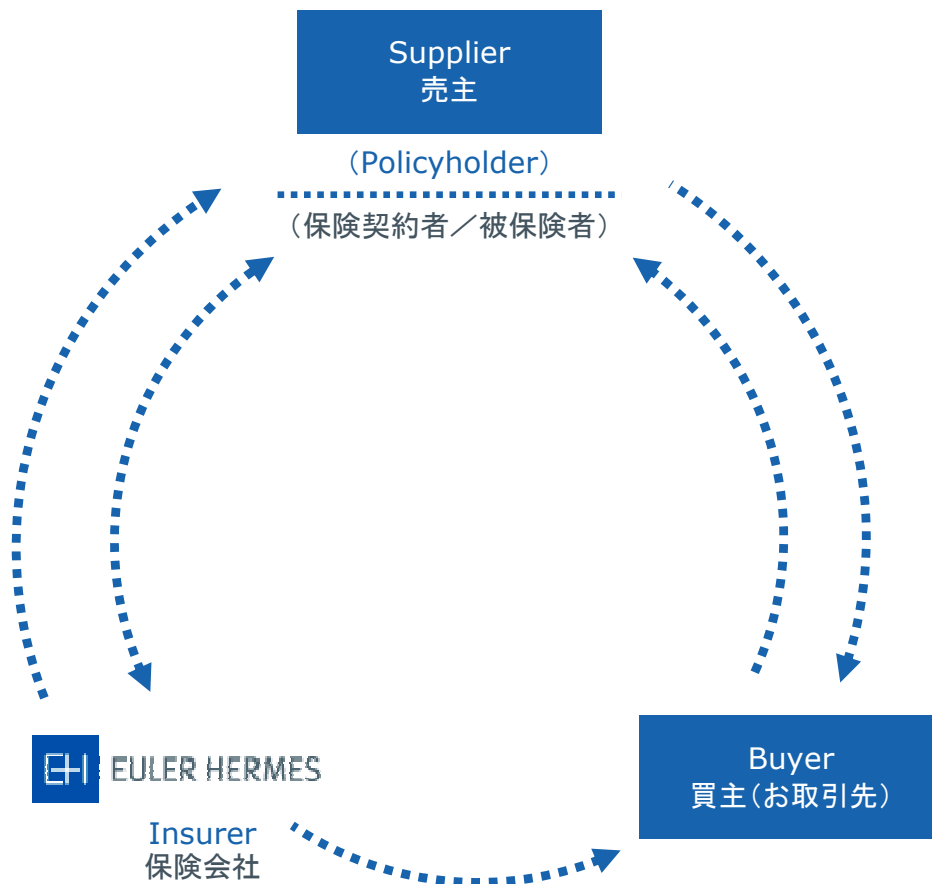 Supplier
売主
(Policyholder)
(保険契約者／被保険者)
EH EULER HERMES
Insurer
保険会社
Buyer
買主(お取引先)